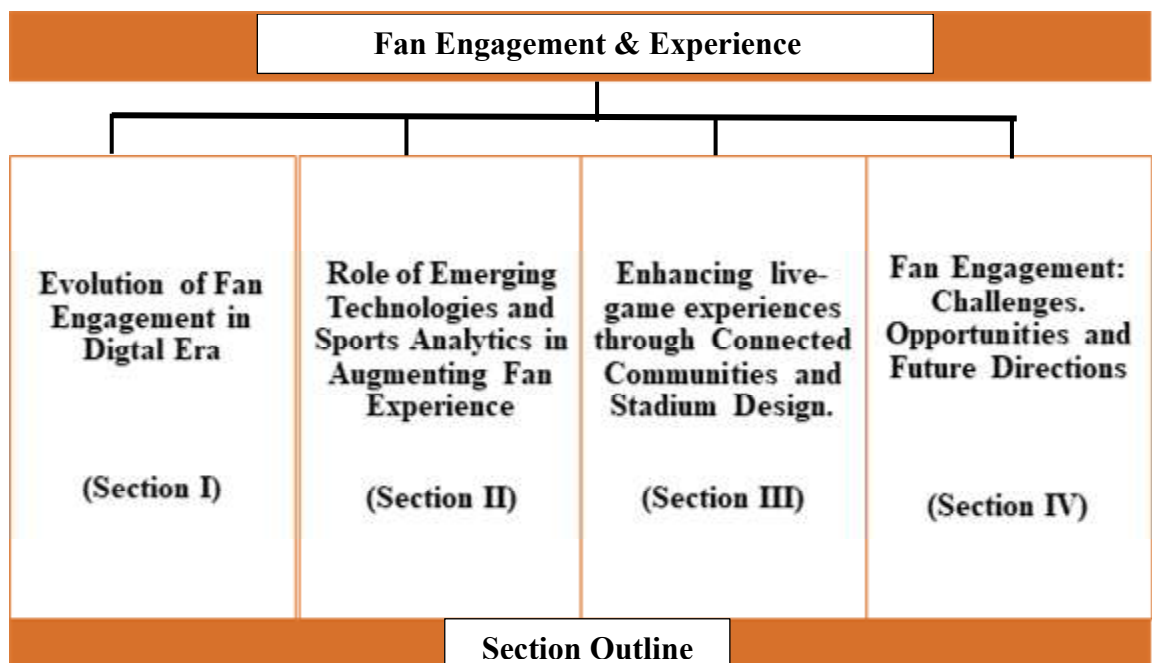 Fan Engagement & Experience
Evolution of Fan
Engagement in
Digtal Era
(Section I)
Role of Emerging
Technologies and
Sports Analytics in
Augmenting Fan
Experience
(Section II)
Enhancing live-
game experiences
through Connected
Communities and
Stadium Design.
(Section III)
Fan Engagement:
Challenges.
Opportunities and
Future Directions
(Section IV)
Section Outline